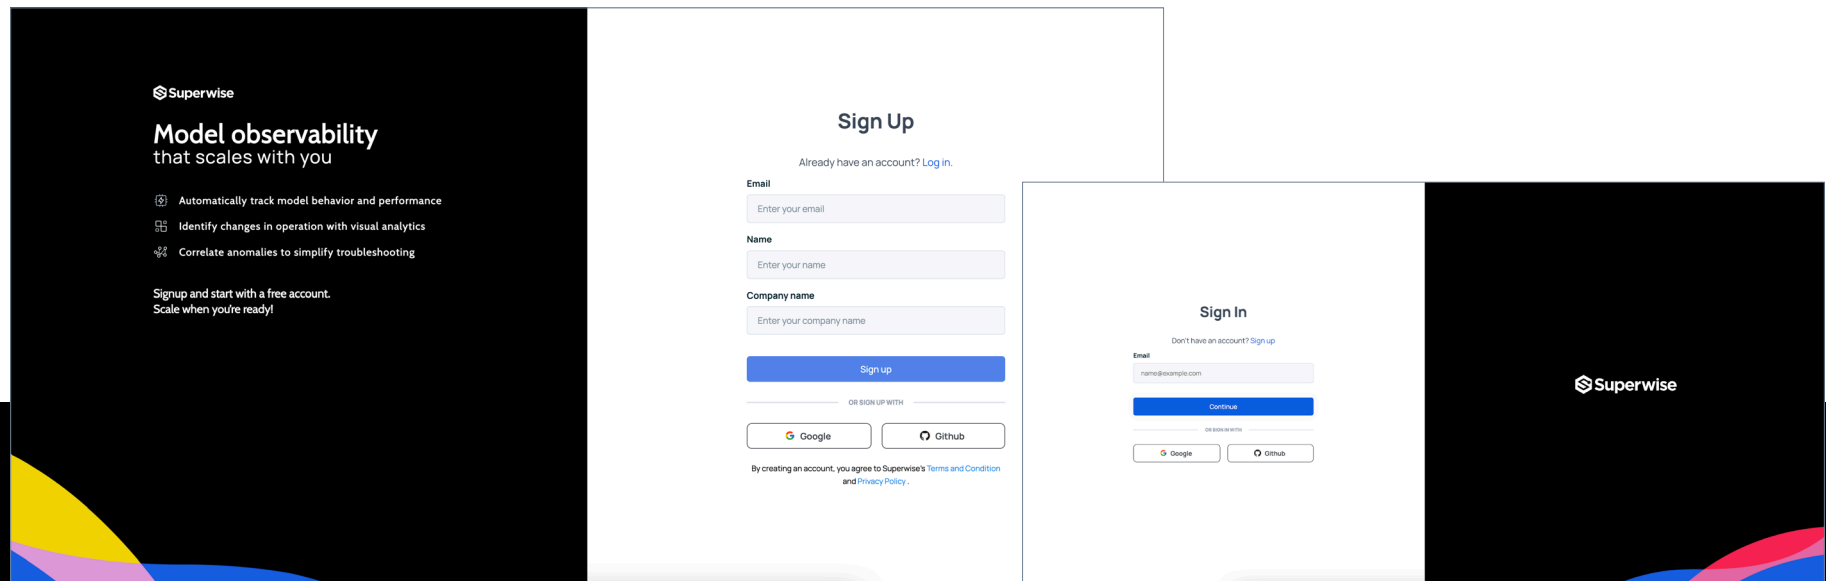 Superwise
Model observability
that scales with you
Automatically track model behavior and performance
Identify changes in operation with visual analytics
Correlate anomalies to simplify troubleshooting
Signup and start with a free account.
Scale when you're ready!
Sign Up
Already have an account? Log in.
Email
Enter your email
Name
Enter your name
Company name
Enter your company name
Sign up
OR SIGN UP WITH
Google
Github
By creating an account, you agree to Superwise's Terms and Condition
and Privacy Policy .
Sign In
Don't have an account? Sign up
Email
name@example.com
Continue
OR SIGN IN WITH
Google
Github
Superwise